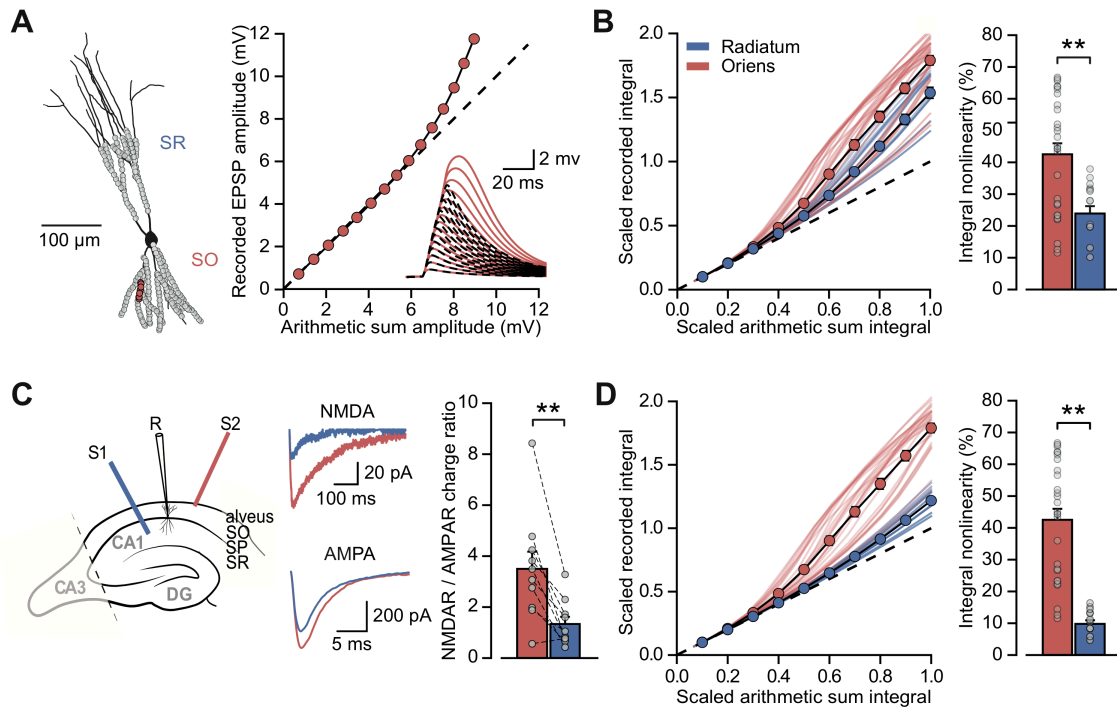 A
SR
SO
100 µm
Recorded EPSP amplitude (mV)
12
10
8
6
4
2
0
0 2 4 6 8 10 12
Arithmetic sum amplitude (mV)
2 mv
20 ms
B
Radiatum
Oriens
Scaled recorded integral
2.0
1.5
1.0
0.5
0.0
0.0 0.2 0.4 0.6 0.8 1.0
Scaled arithmetic sum integral
Integral nonlinearity (%)
80
70
60
50
40
30
20
10
0
**
C
S1
R
S2
alveus
SO
SP
SR
CA1
CA3
DG
NMDA
20 pA
100 ms
AMPA
200 pA
5 ms
NMDAR / AMPAR charge ratio
10
8
6
4
2
0
**
D
Scaled recorded integral
2.0
1.5
1.0
0.5
0.0
0.0 0.2 0.4 0.6 0.8 1.0
Scaled arithmetic sum integral
Integral nonlinearity (%)
80
70
60
50
40
30
20
10
0
**